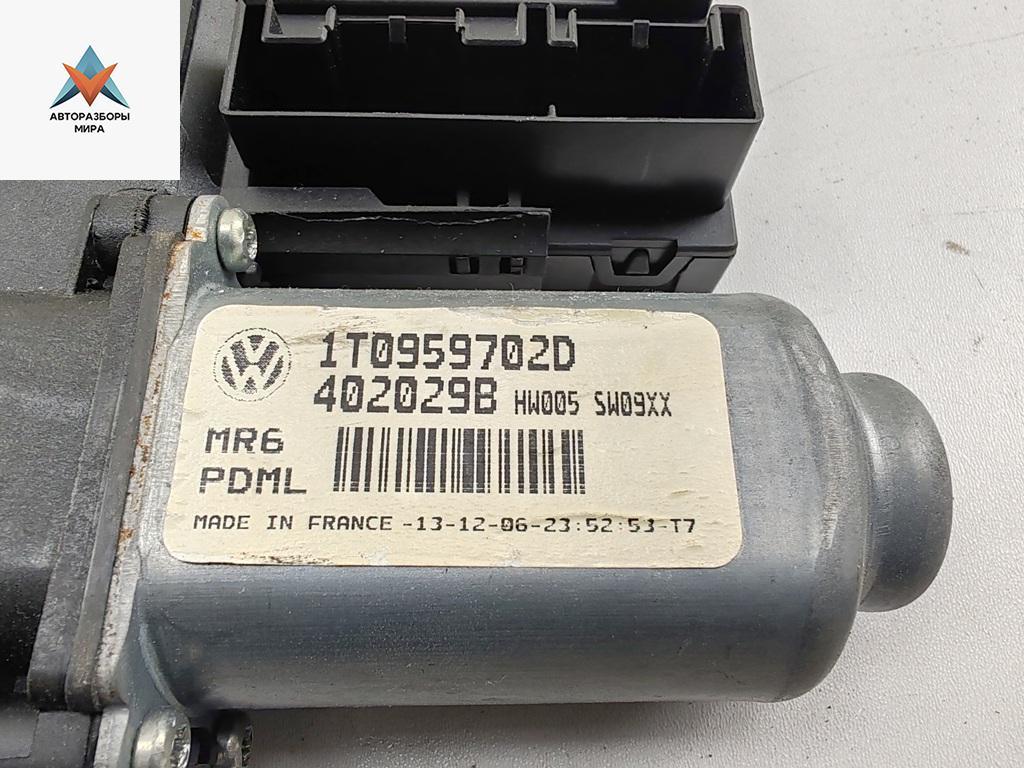 АВТОРАЗБОРЫ
МИРА
1T0959702D
402029B HW005 SW09XX
MR6
PDML
MADE IN FRANCE -13-12-06-23:52:53-T7